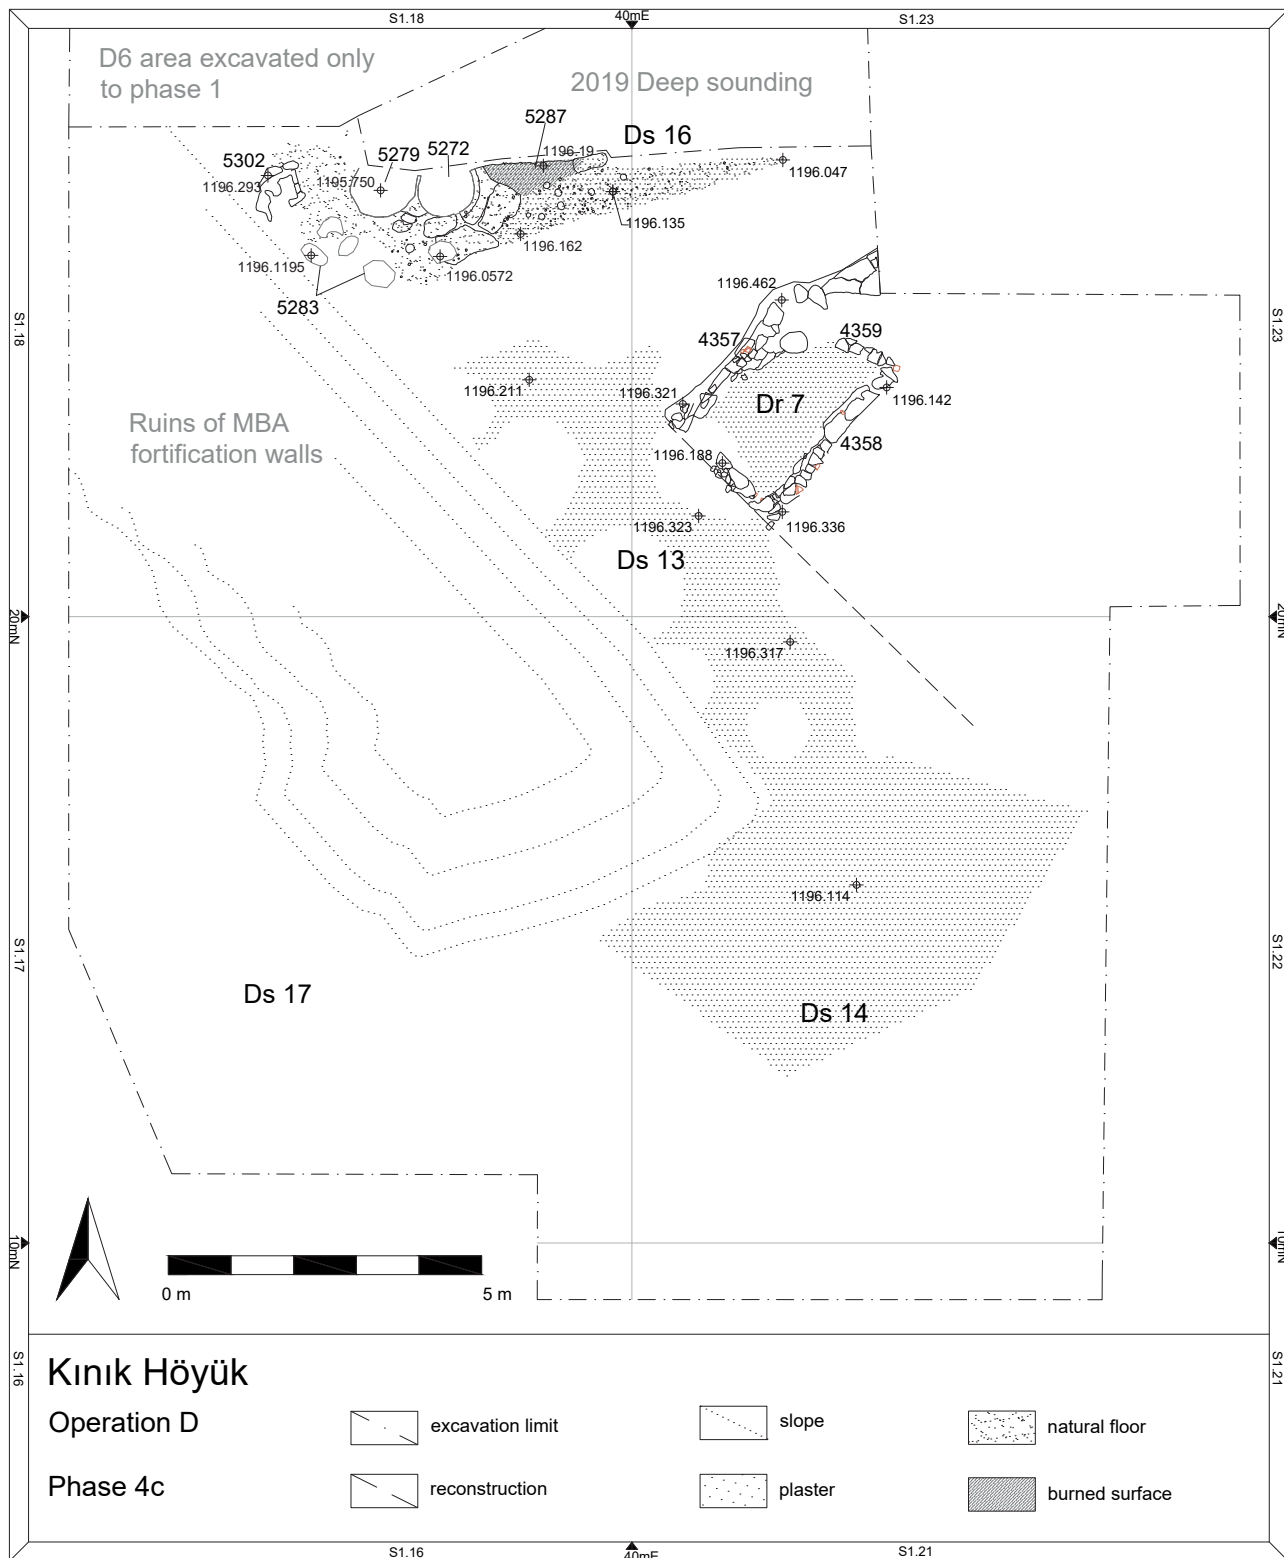 S1.18
40mE
S1.23
D6 area excavated only
to phase 1
2019 Deep sounding
5287
Ds 16
5302
5279
5272
1196.19
1196.047
1196.293
1195.750
1196.135
1196.162
1196.1195
1196.0572
5283
1196.462
S1.18
S1.23
4357
4359
1196.211
1196.321
Dr 7
1196.142
Ruins of MBA
fortification walls
4358
1196.188
1196.323
1196.336
Ds 13
20mN
20mN
1196.317
1196.114
S1.17
S1.22
Ds 17
Ds 14
10mN
10mN
0 m
5 m
S1.16
S1.21
Kınık Höyük
Operation D
excavation limit
slope
natural floor
Phase 4c
reconstruction
plaster
burned surface
S1.16
40mE
S1.21